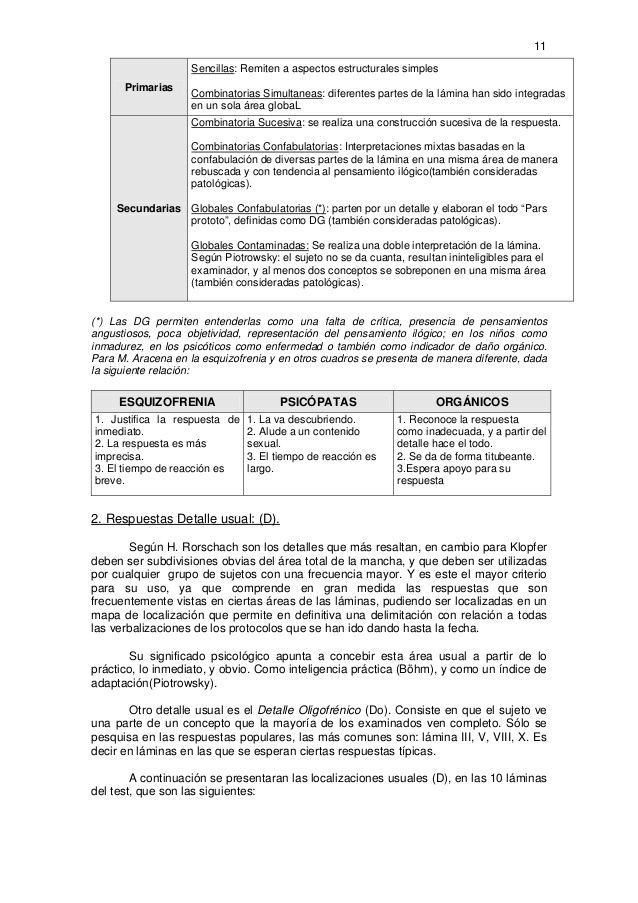 11
Primarias
Sencillas: Remiten a aspectos estructurales simples
Combinatorias Simultaneas: diferentes partes de la lámina han sido integradas
en un sola área globaL
Secundarias
Combinatoria Sucesiva: se realiza una construcción sucesiva de la respuesta.
Combinatorias Confabulatorias: Interpretaciones mixtas basadas en la
confabulación de diversas partes de la lámina en una misma área de manera
rebuscada y con tendencia al pensamiento ilógico(también consideradas
patológicas).
Globales Confabulatorias (*): parten por un detalle y elaboran el todo “Pars
prototo”, definidas como DG (también consideradas patológicas).
Globales Contaminadas: Se realiza una doble interpretación de la lámina.
Según Piotrowsky: el sujeto no se da cuanta, resultan ininteligibles para el
examinador, y al menos dos conceptos se sobreponen en una misma área
(también consideradas patológicas).
(*) Las DG permiten entenderlas como una falta de crítica, presencia de pensamientos
angustiosos, poca objetividad, representación del pensamiento ilógico; en los niños como
inmadurez, en los psicóticos como enfermedad o también como indicador de daño orgánico.
Para M. Aracena en la esquizofrenia y en otros cuadros se presenta de manera diferente, dada
la siguiente relación:
ESQUIZOFRENIA
1. Justifica la respuesta de
inmediato.
2. La respuesta es más
imprecisa.
3. El tiempo de reacción es
breve.
PSICÓPATAS
1. La va descubriendo.
2. Alude a un contenido
sexual.
3. El tiempo de reacción es
largo.
ORGÁNICOS
1. Reconoce la respuesta
como inadecuada, y a partir del
detalle hace el todo.
2. Se da de forma titubeante.
3.Espera apoyo para su
respuesta
2. Respuestas Detalle usual: (D).
Según H. Rorschach son los detalles que más resaltan, en cambio para Klopfer
deben ser subdivisiones obvias del área total de la mancha, y que deben ser utilizadas
por cualquier grupo de sujetos con una frecuencia mayor. Y es este el mayor criterio
para su uso, ya que comprende en gran medida las respuestas que son
frecuentemente vistas en ciertas áreas de las láminas, pudiendo ser localizadas en un
mapa de localización que permite en definitiva una delimitación con relación a todas
las verbalizaciones de los protocolos que se han ido dando hasta la fecha.
Su significado psicológico apunta a concebir esta área usual a partir de lo
práctico, lo inmediato, y obvio. Como inteligencia práctica (Böhm), y como un índice de
adaptación(Piotrowsky).
Otro detalle usual es el Detalle Oligofrénico (Do). Consiste en que el sujeto ve
una parte de un concepto que la mayoría de los examinados ven completo. Sólo se
pesquisa en las respuestas populares, las más comunes son: lámina III, V, VIII, X. Es
decir en láminas en las que se esperan ciertas respuestas típicas.
A continuación se presentaran las localizaciones usuales (D), en las 10 láminas
del test, que son las siguientes: